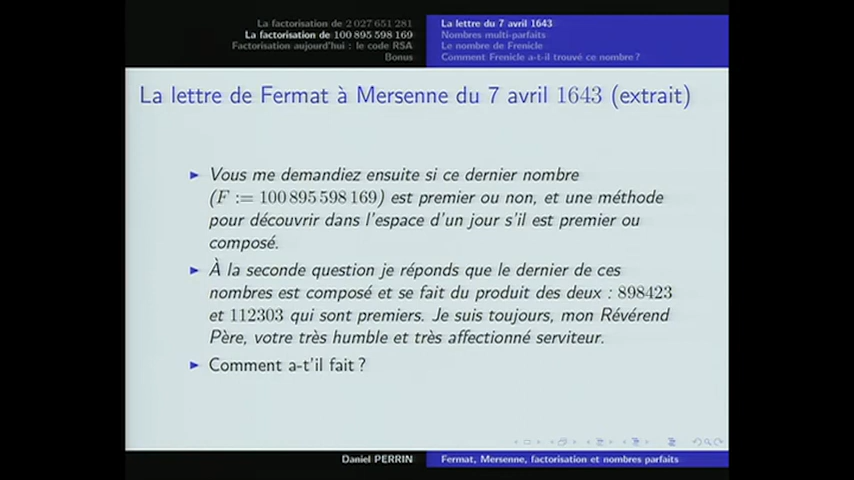 La factorisation de 2 027 651 281
La factorisation de 100 895 598 169
Factorisation aujourd'hui : le code RSA
Bonus
La lettre du 7 avril 1643
Nombres multi-parfaits
Le nombre de Frenicle
Comment Frenicle a-t-il trouvé ce nombre ?
La lettre de Fermat à Mersenne du 7 avril 1643 (extrait)
Vous me demandiez ensuite si ce dernier nombre
(F := 100 895 598 169) est premier ou non, et une méthode
pour découvrir dans l'espace d'un jour s'il est premier ou
composé.
À la seconde question je réponds que le dernier de ces
nombres est composé et se fait du produit des deux : 898423
et 112303 qui sont premiers. Je suis toujours, mon Révérend
Père, votre très humble et très affectionné serviteur.
Comment a-t'il fait ?
Daniel PERRIN
Fermat, Mersenne, factorisation et nombres parfaits